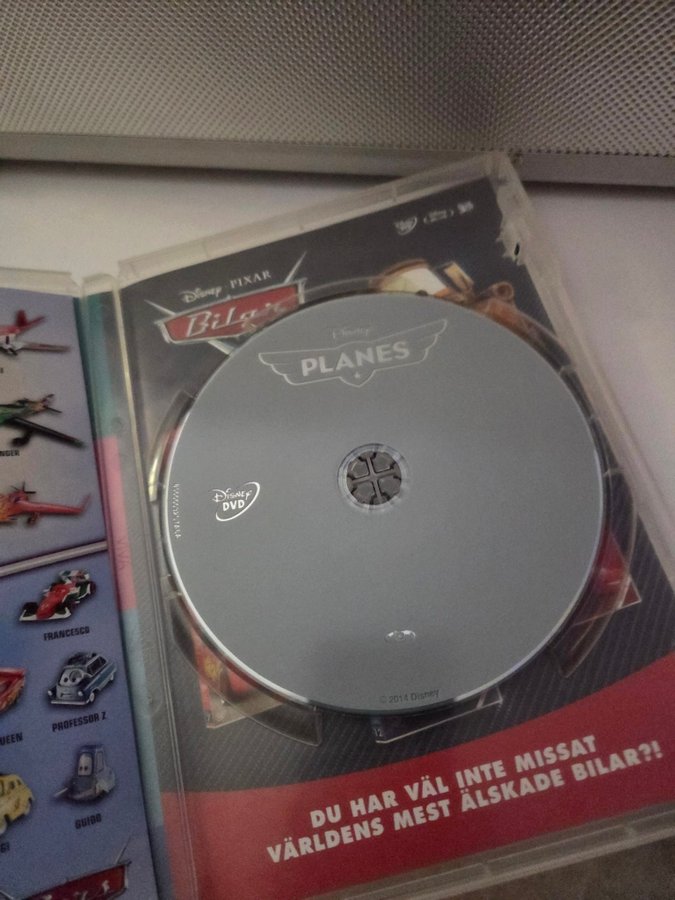 DISNEY PIXAR
Bilar
Disney
PLANES
DISNEY
DVD
© 2014 Disney
FRANCESCO
PROFESSOR Z
GUIDO
DU HAR VÄL INTE MISSAT
VÄRLDENS MEST ÄLSKADE BILAR?!